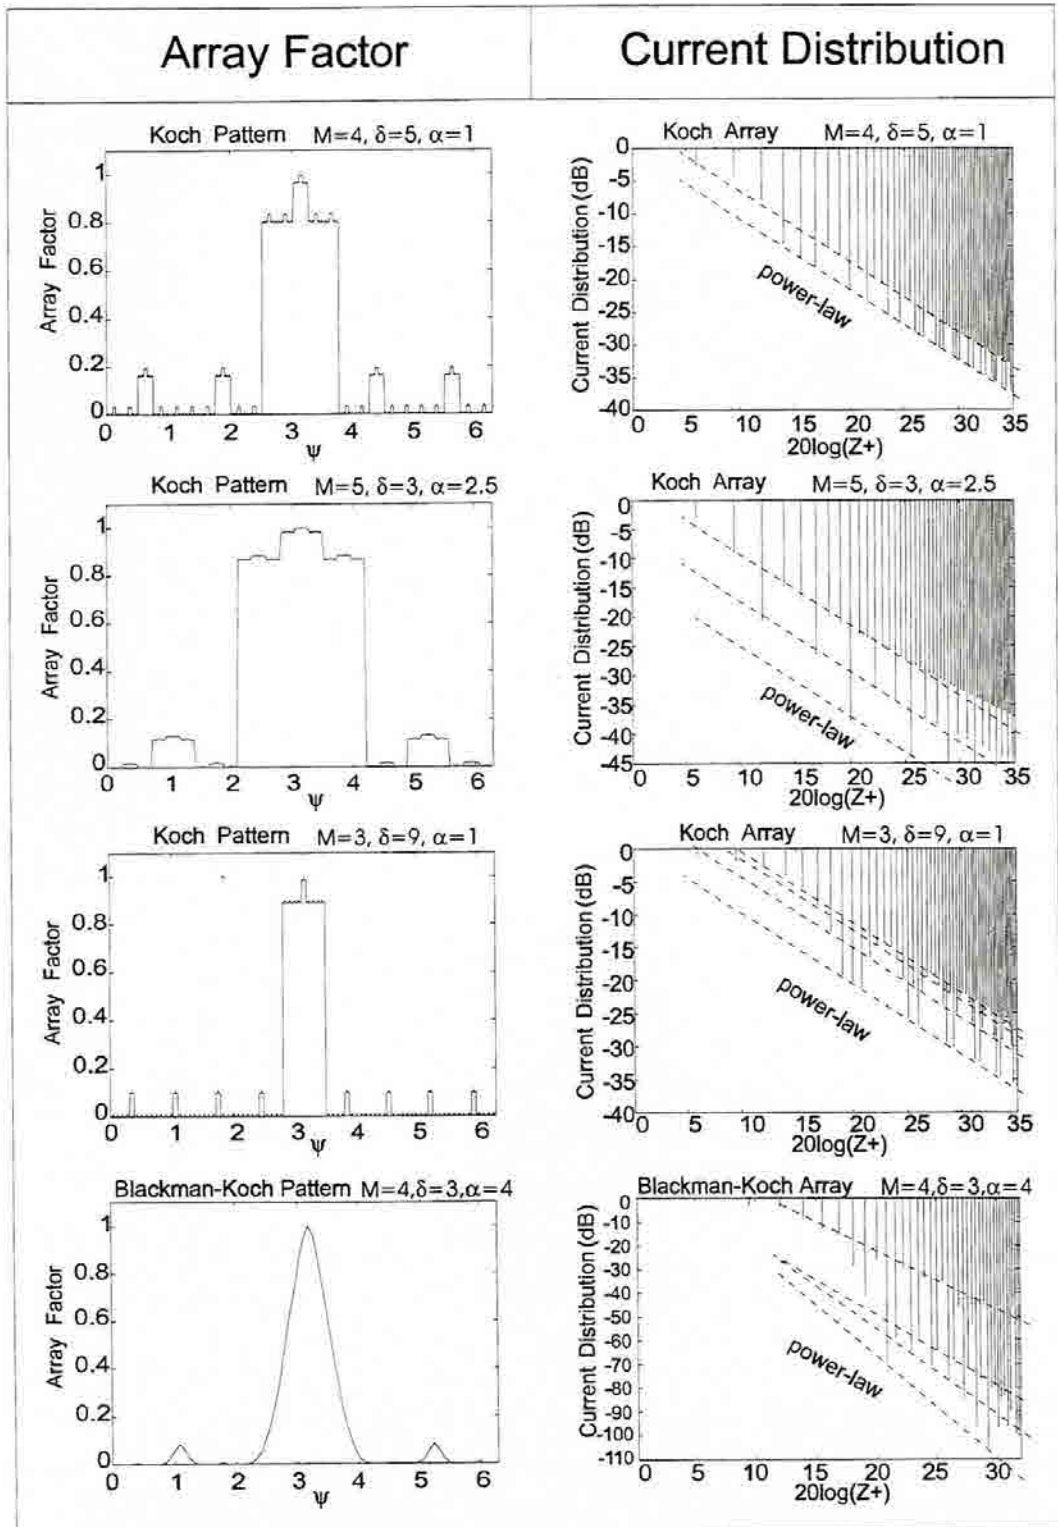 Array Factor
Current Distribution
Koch Pattern M=4, δ=5, α=1
Array Factor
1
0.8
0.6
0.4
0.2
0
0 1 2 3 4 5 6
ψ
Koch Array M=4, δ=5, α=1
Current Distribution (dB)
0
-5
-10
-15
-20
-25
-30
-35
-40
power-law
0 5 10 15 20 25 30 35
20log(Z+)
Koch Pattern M=5, δ=3, α=2.5
Array Factor
1
0.8
0.6
0.4
0.2
0
0 1 2 3 4 5 6
ψ
Koch Array M=5, δ=3, α=2.5
Current Distribution (dB)
0
-5
-10
-15
-20
-25
-30
-35
-40
-45
power-law
0 5 10 15 20 25 30 35
20log(Z+)
Koch Pattern M=3, δ=9, α=1
Array Factor
1
0.8
0.6
0.4
0.2
0
0 1 2 3 4 5 6
ψ
Koch Array M=3, δ=9, α=1
Current Distribution (dB)
0
-5
-10
-15
-20
-25
-30
-35
-40
power-law
0 5 10 15 20 25 30 35
20log(Z+)
Blackman-Koch Pattern M=4,δ=3,α=4
Array Factor
1
0.8
0.6
0.4
0.2
0
0 1 2 3 4 5 6
ψ
Blackman-Koch Array M=4,δ=3,α=4
Current Distribution (dB)
0
-10
-20
-30
-40
-50
-60
-70
-80
-90
-100
-110
power-law
0 5 10 15 20 25 30
20log(Z+)